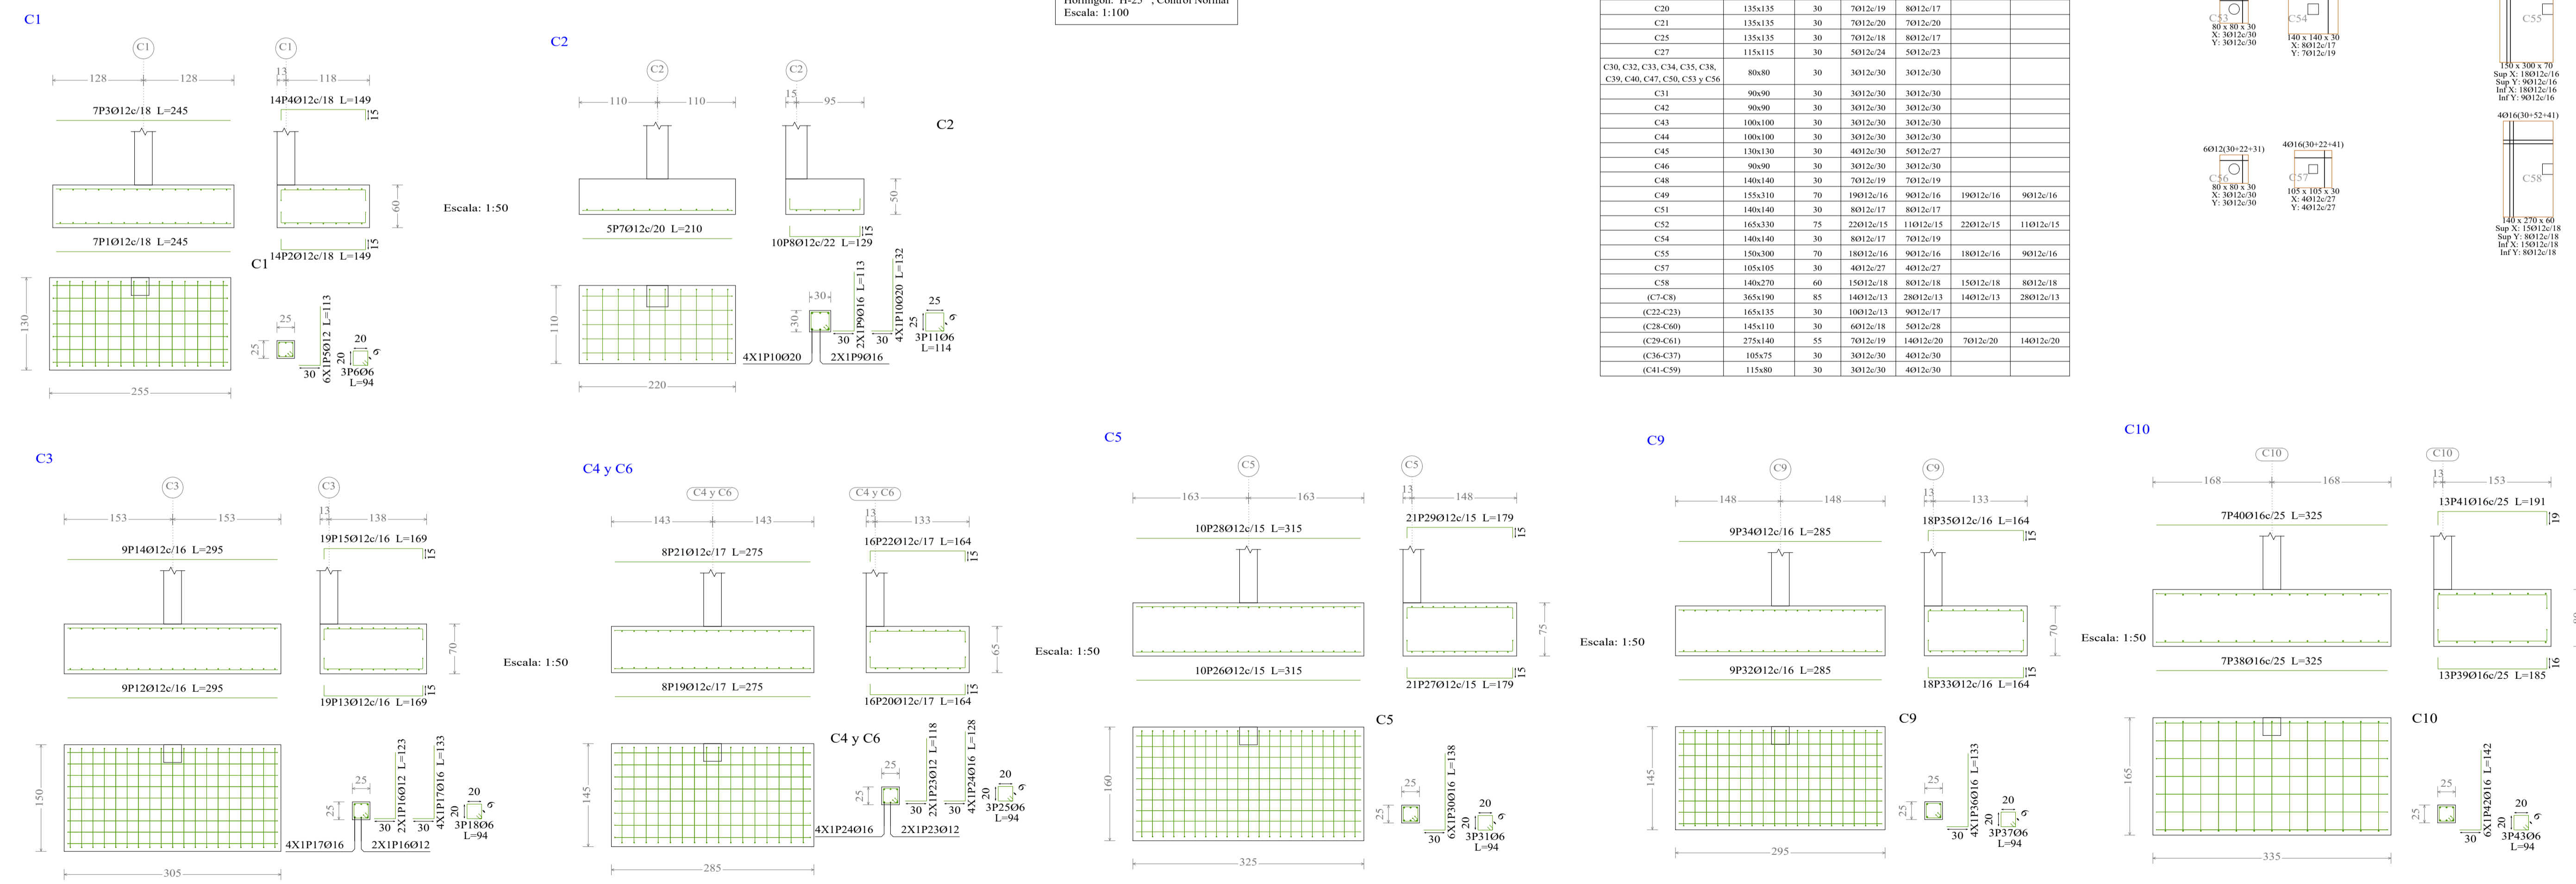 Hormigon: H-25 , Control Normal
Escala: 1:100
C1
C1
C1
128
128
13
118
7P3Ø12c/18 L=245
14P4Ø12c/18 L=149
15
60
7P1Ø12c/18 L=245
14P2Ø12c/18 L=149
15
Escala: 1:50
C1
130
255
25
25
30
6X1P5Ø12 L=113
20
20
6
3P6Ø6
L=94
C2
C2
C2
110
110
15
95
C2
50
5P7Ø12c/20 L=210
10P8Ø12c/22 L=129
15
110
220
30
30
4X1P10Ø20
2X1P9Ø16
30
2X1P9Ø16 L=113
30
4X1P10Ø20 L=132
25
25
6
3P11Ø6
L=114
C20 135x135 30 7Ø12c/19 8Ø12c/17
C21 135x135 30 7Ø12c/20 7Ø12c/20
C25 135x135 30 7Ø12c/18 8Ø12c/17
C27 115x115 30 5Ø12c/24 5Ø12c/23
C30, C32, C33, C34, C35, C38,
C39, C40, C47, C50, C53 y C56 80x80 30 3Ø12c/30 3Ø12c/30
C31 90x90 30 3Ø12c/30 3Ø12c/30
C42 90x90 30 3Ø12c/30 3Ø12c/30
C43 100x100 30 3Ø12c/30 3Ø12c/30
C44 100x100 30 3Ø12c/30 3Ø12c/30
C45 130x130 30 4Ø12c/30 5Ø12c/27
C46 90x90 30 3Ø12c/30 3Ø12c/30
C48 140x140 30 7Ø12c/19 7Ø12c/19
C49 155x310 70 19Ø12c/16 9Ø12c/16 19Ø12c/16 9Ø12c/16
C51 140x140 30 8Ø12c/17 8Ø12c/17
C52 165x330 75 22Ø12c/15 11Ø12c/15 22Ø12c/15 11Ø12c/15
C54 140x140 30 8Ø12c/17 7Ø12c/19
C55 150x300 70 18Ø12c/16 9Ø12c/16 18Ø12c/16 9Ø12c/16
C57 105x105 30 4Ø12c/27 4Ø12c/27
C58 140x270 60 15Ø12c/18 8Ø12c/18 15Ø12c/18 8Ø12c/18
(C7-C8) 365x190 85 14Ø12c/13 28Ø12c/13 14Ø12c/13 28Ø12c/13
(C22-C23) 165x135 30 10Ø12c/13 9Ø12c/17
(C28-C60) 145x110 30 6Ø12c/18 5Ø12c/28
(C29-C61) 275x140 55 7Ø12c/19 14Ø12c/20 7Ø12c/20 14Ø12c/20
(C36-C37) 105x75 30 3Ø12c/30 4Ø12c/30
(C41-C59) 115x80 30 3Ø12c/30 4Ø12c/30
C53
80 x 80 x 30
X: 3Ø12c/30
Y: 3Ø12c/30
C54
140 x 140 x 30
X: 8Ø12c/17
Y: 7Ø12c/19
C55
150 x 300 x 70
Sup X: 18Ø12c/16
Sup Y: 9Ø12c/16
Inf X: 18Ø12c/16
Inf Y: 9Ø12c/16
6Ø12(30+22+31)
C56
80 x 80 x 30
X: 3Ø12c/30
Y: 3Ø12c/30
4Ø16(30+22+41)
C57
105 x 105 x 30
X: 4Ø12c/27
Y: 4Ø12c/27
4Ø16(30+52+41)
C58
140 x 270 x 60
Sup X: 15Ø12c/18
Sup Y: 8Ø12c/18
Inf X: 15Ø12c/18
Inf Y: 8Ø12c/18
C3
C3
C3
153
153
13
138
9P14Ø12c/16 L=295
19P15Ø12c/16 L=169
15
70
9P12Ø12c/16 L=295
19P13Ø12c/16 L=169
15
Escala: 1:50
150
305
25
25
4X1P17Ø16
2X1P16Ø12
30
2X1P16Ø12 L=123
30
4X1P17Ø16 L=133
20
20
6
3P18Ø6
L=94
C4 y C6
C4 y C6
C4 y C6
143
143
13
133
8P21Ø12c/17 L=275
16P22Ø12c/17 L=164
15
65
8P19Ø12c/17 L=275
16P20Ø12c/17 L=164
15
Escala: 1:50
C4 y C6
145
285
25
25
4X1P24Ø16
2X1P23Ø12
30
2X1P23Ø12 L=118
30
4X1P24Ø16 L=128
20
20
6
3P25Ø6
L=94
C5
C5
C5
163
163
13
148
10P28Ø12c/15 L=315
21P29Ø12c/15 L=179
15
75
10P26Ø12c/15 L=315
21P27Ø12c/15 L=179
15
Escala: 1:50
C5
160
325
25
25
30
6X1P30Ø16 L=138
20
20
6
3P31Ø6
L=94
C9
C9
C9
148
148
13
133
9P34Ø12c/16 L=285
18P35Ø12c/16 L=164
15
70
9P32Ø12c/16 L=285
18P33Ø12c/16 L=164
15
Escala: 1:50
C9
145
295
25
25
30
4X1P36Ø16 L=133
20
20
6
3P37Ø6
L=94
C10
C10
C10
168
168
13
153
7P40Ø16c/25 L=325
13P41Ø16c/25 L=191
19
7P38Ø16c/25 L=325
13P39Ø16c/25 L=185
16
C10
165
335
25
25
30
6X1P42Ø16 L=142
20
20
6
3P43Ø6
L=94